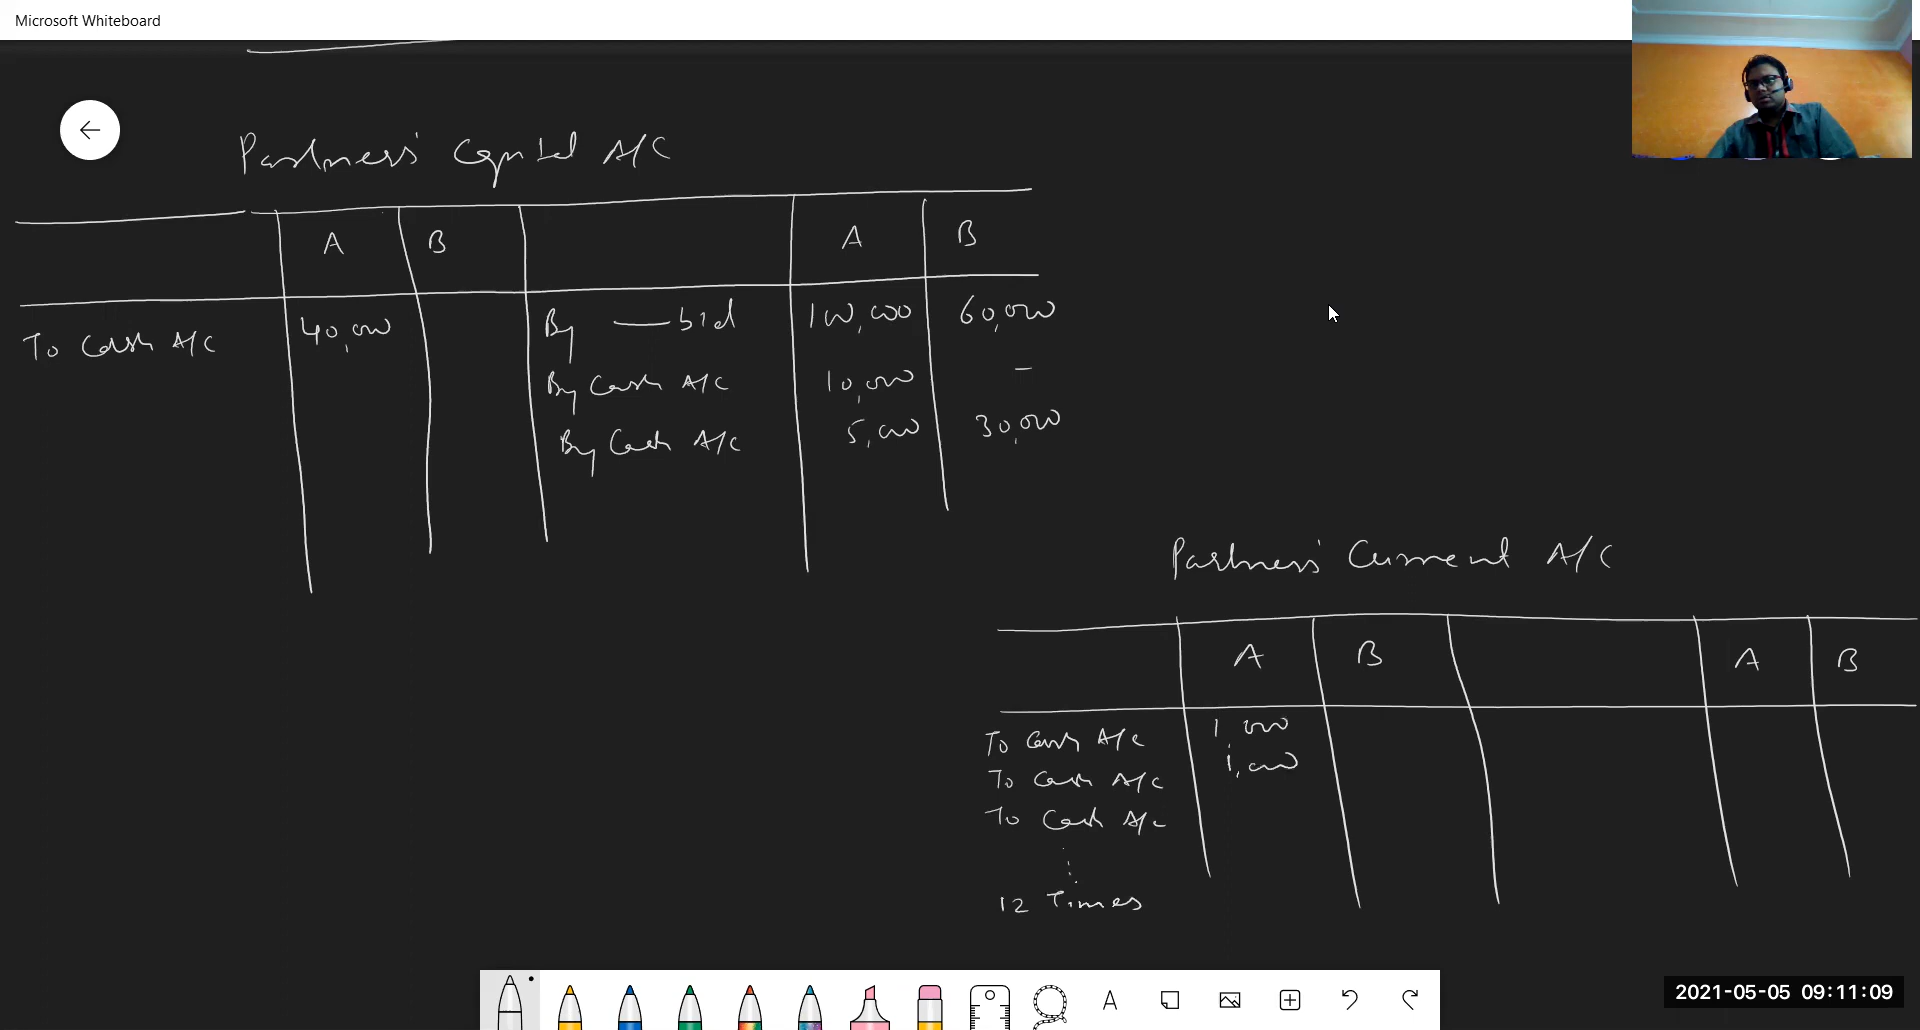 Microsoft Whiteboard
Partners' Capital A/C
A B A B
To Cash A/C 40,000 By — b/d 100,000 60,000
By Cash A/C 10,000 –
By Cash A/C 5,000 30,000
Partners' Current A/C
A B A B
To Cash A/C 1,000
To Cash A/C 1,000
To Cash A/C
12 Times
2021-05-05 09:11:09